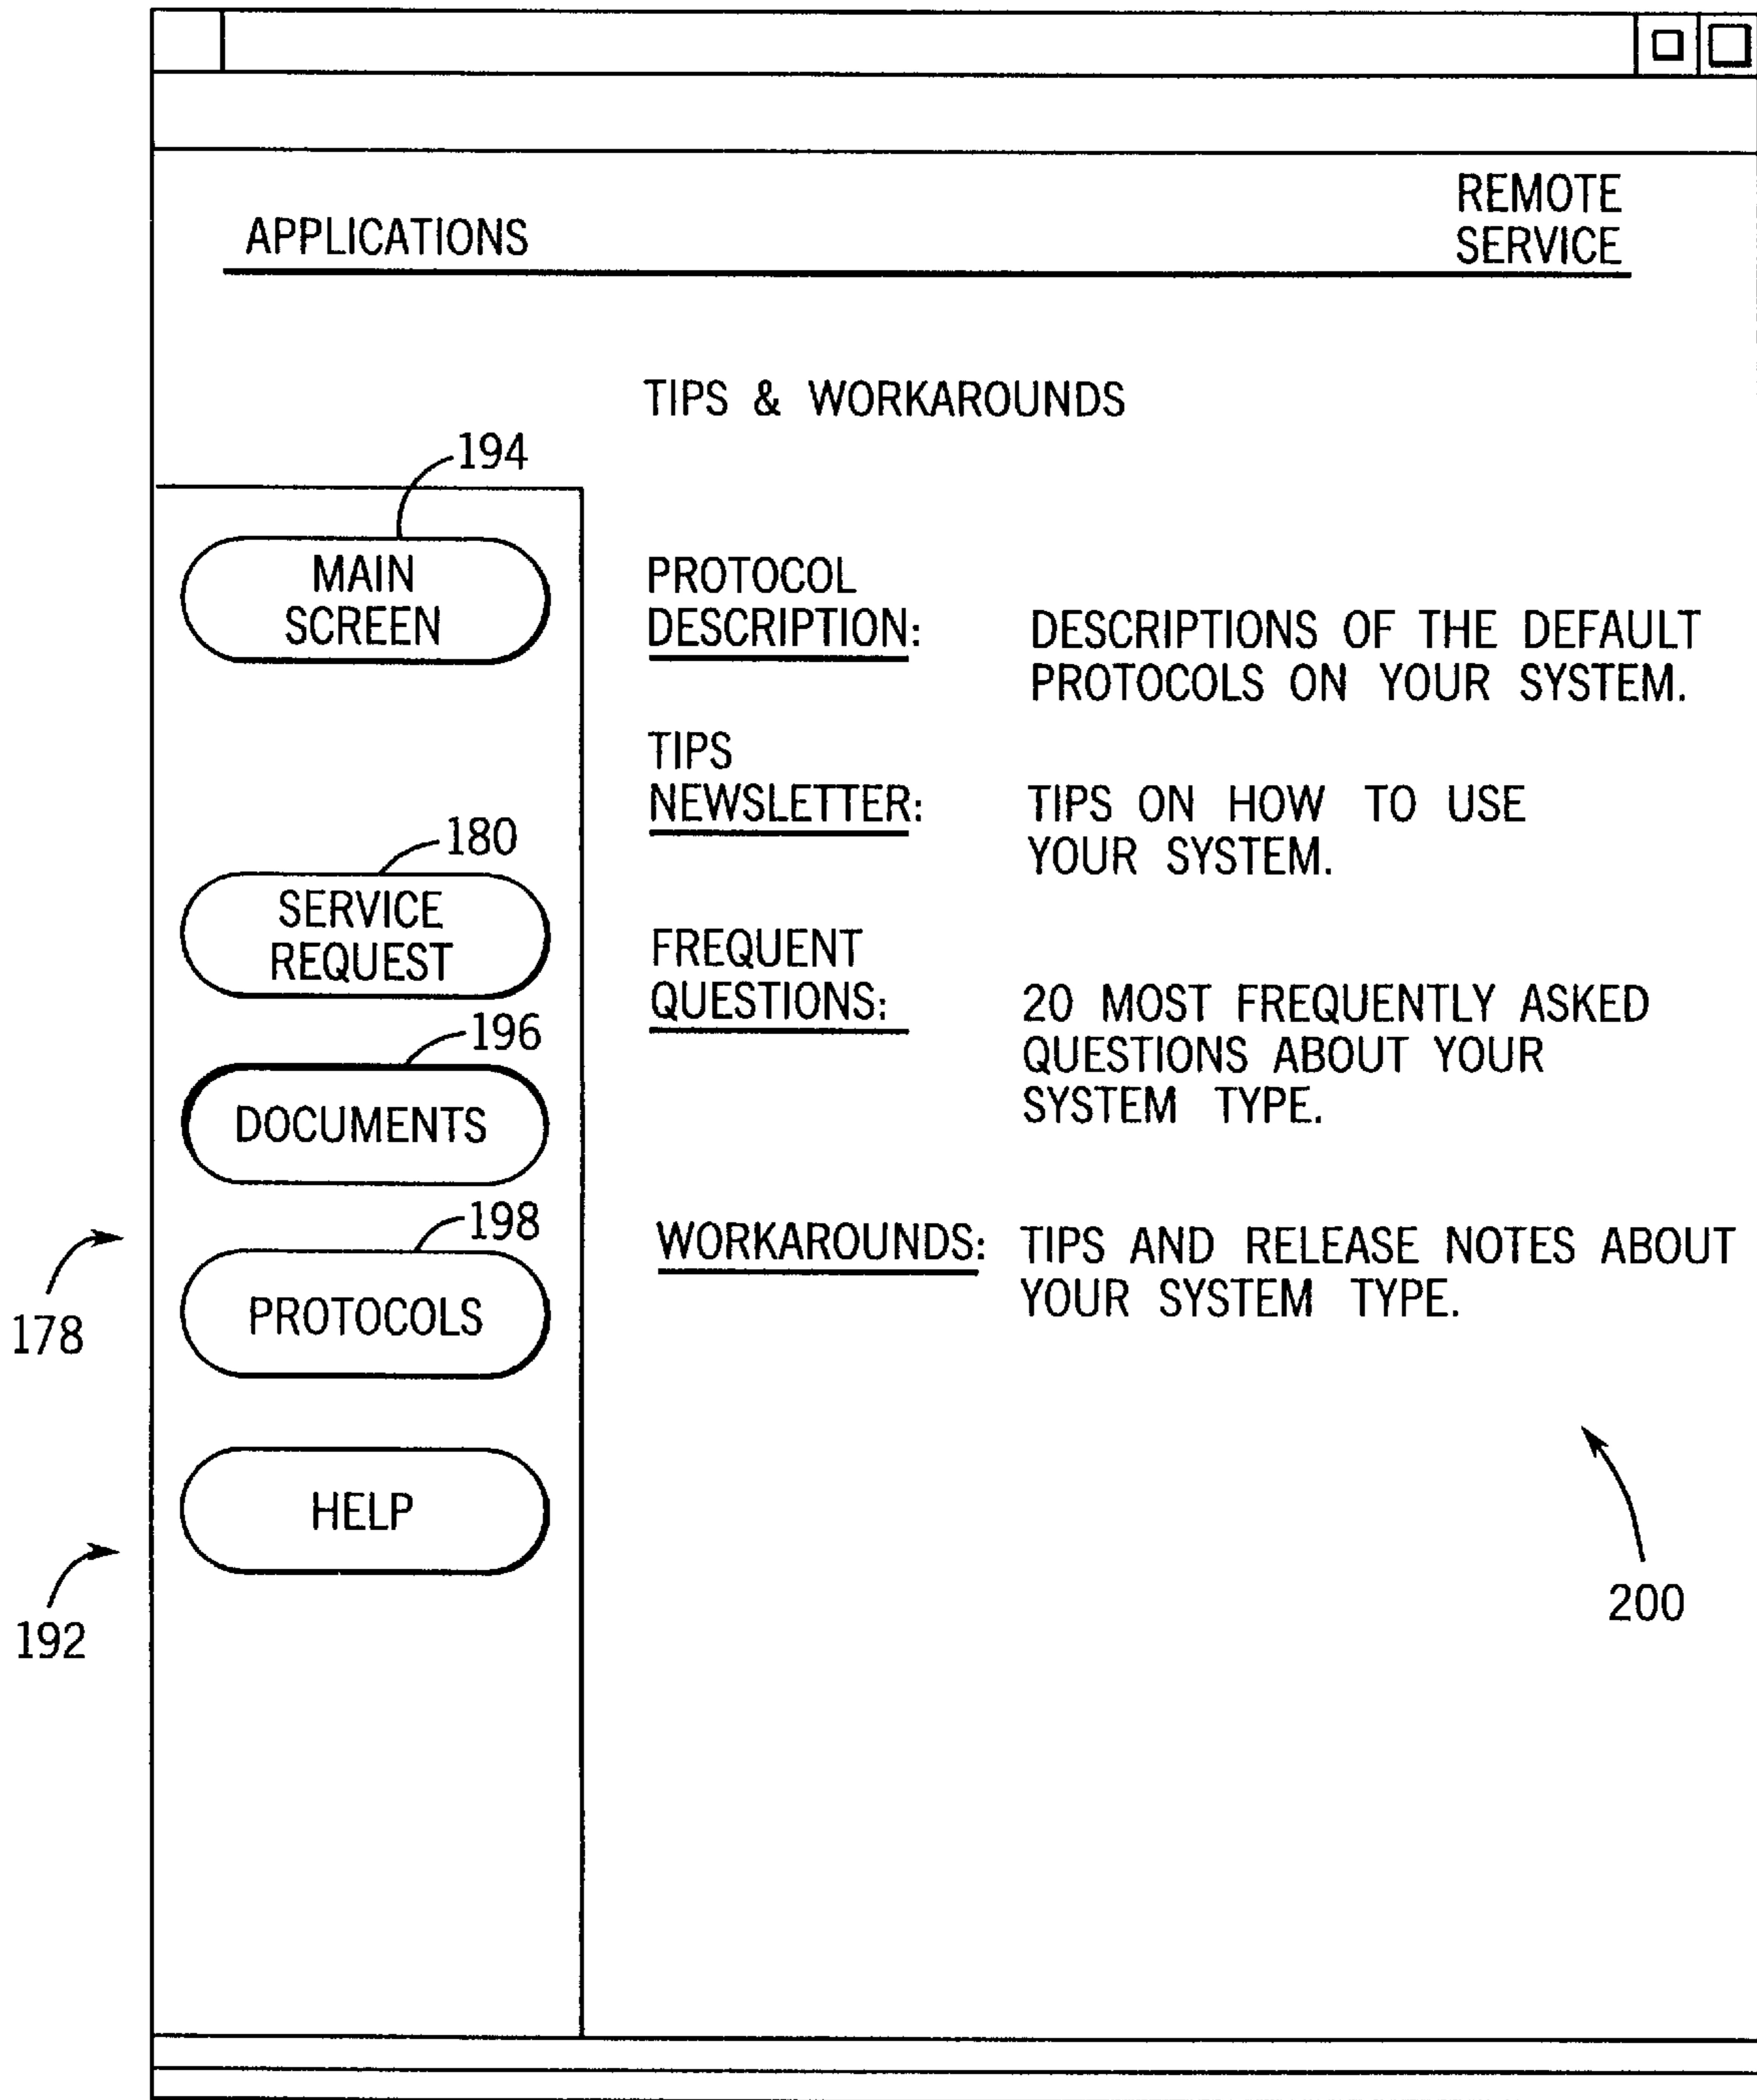 APPLICATIONS
REMOTE
SERVICE
TIPS & WORKAROUNDS
194
MAIN
SCREEN
180
SERVICE
REQUEST
196
DOCUMENTS
198
PROTOCOLS
HELP
178
192
PROTOCOL
DESCRIPTION:
DESCRIPTIONS OF THE DEFAULT
PROTOCOLS ON YOUR SYSTEM.
TIPS
NEWSLETTER:
TIPS ON HOW TO USE
YOUR SYSTEM.
FREQUENT
QUESTIONS:
20 MOST FREQUENTLY ASKED
QUESTIONS ABOUT YOUR
SYSTEM TYPE.
WORKAROUNDS: TIPS AND RELEASE NOTES ABOUT
YOUR SYSTEM TYPE.
200